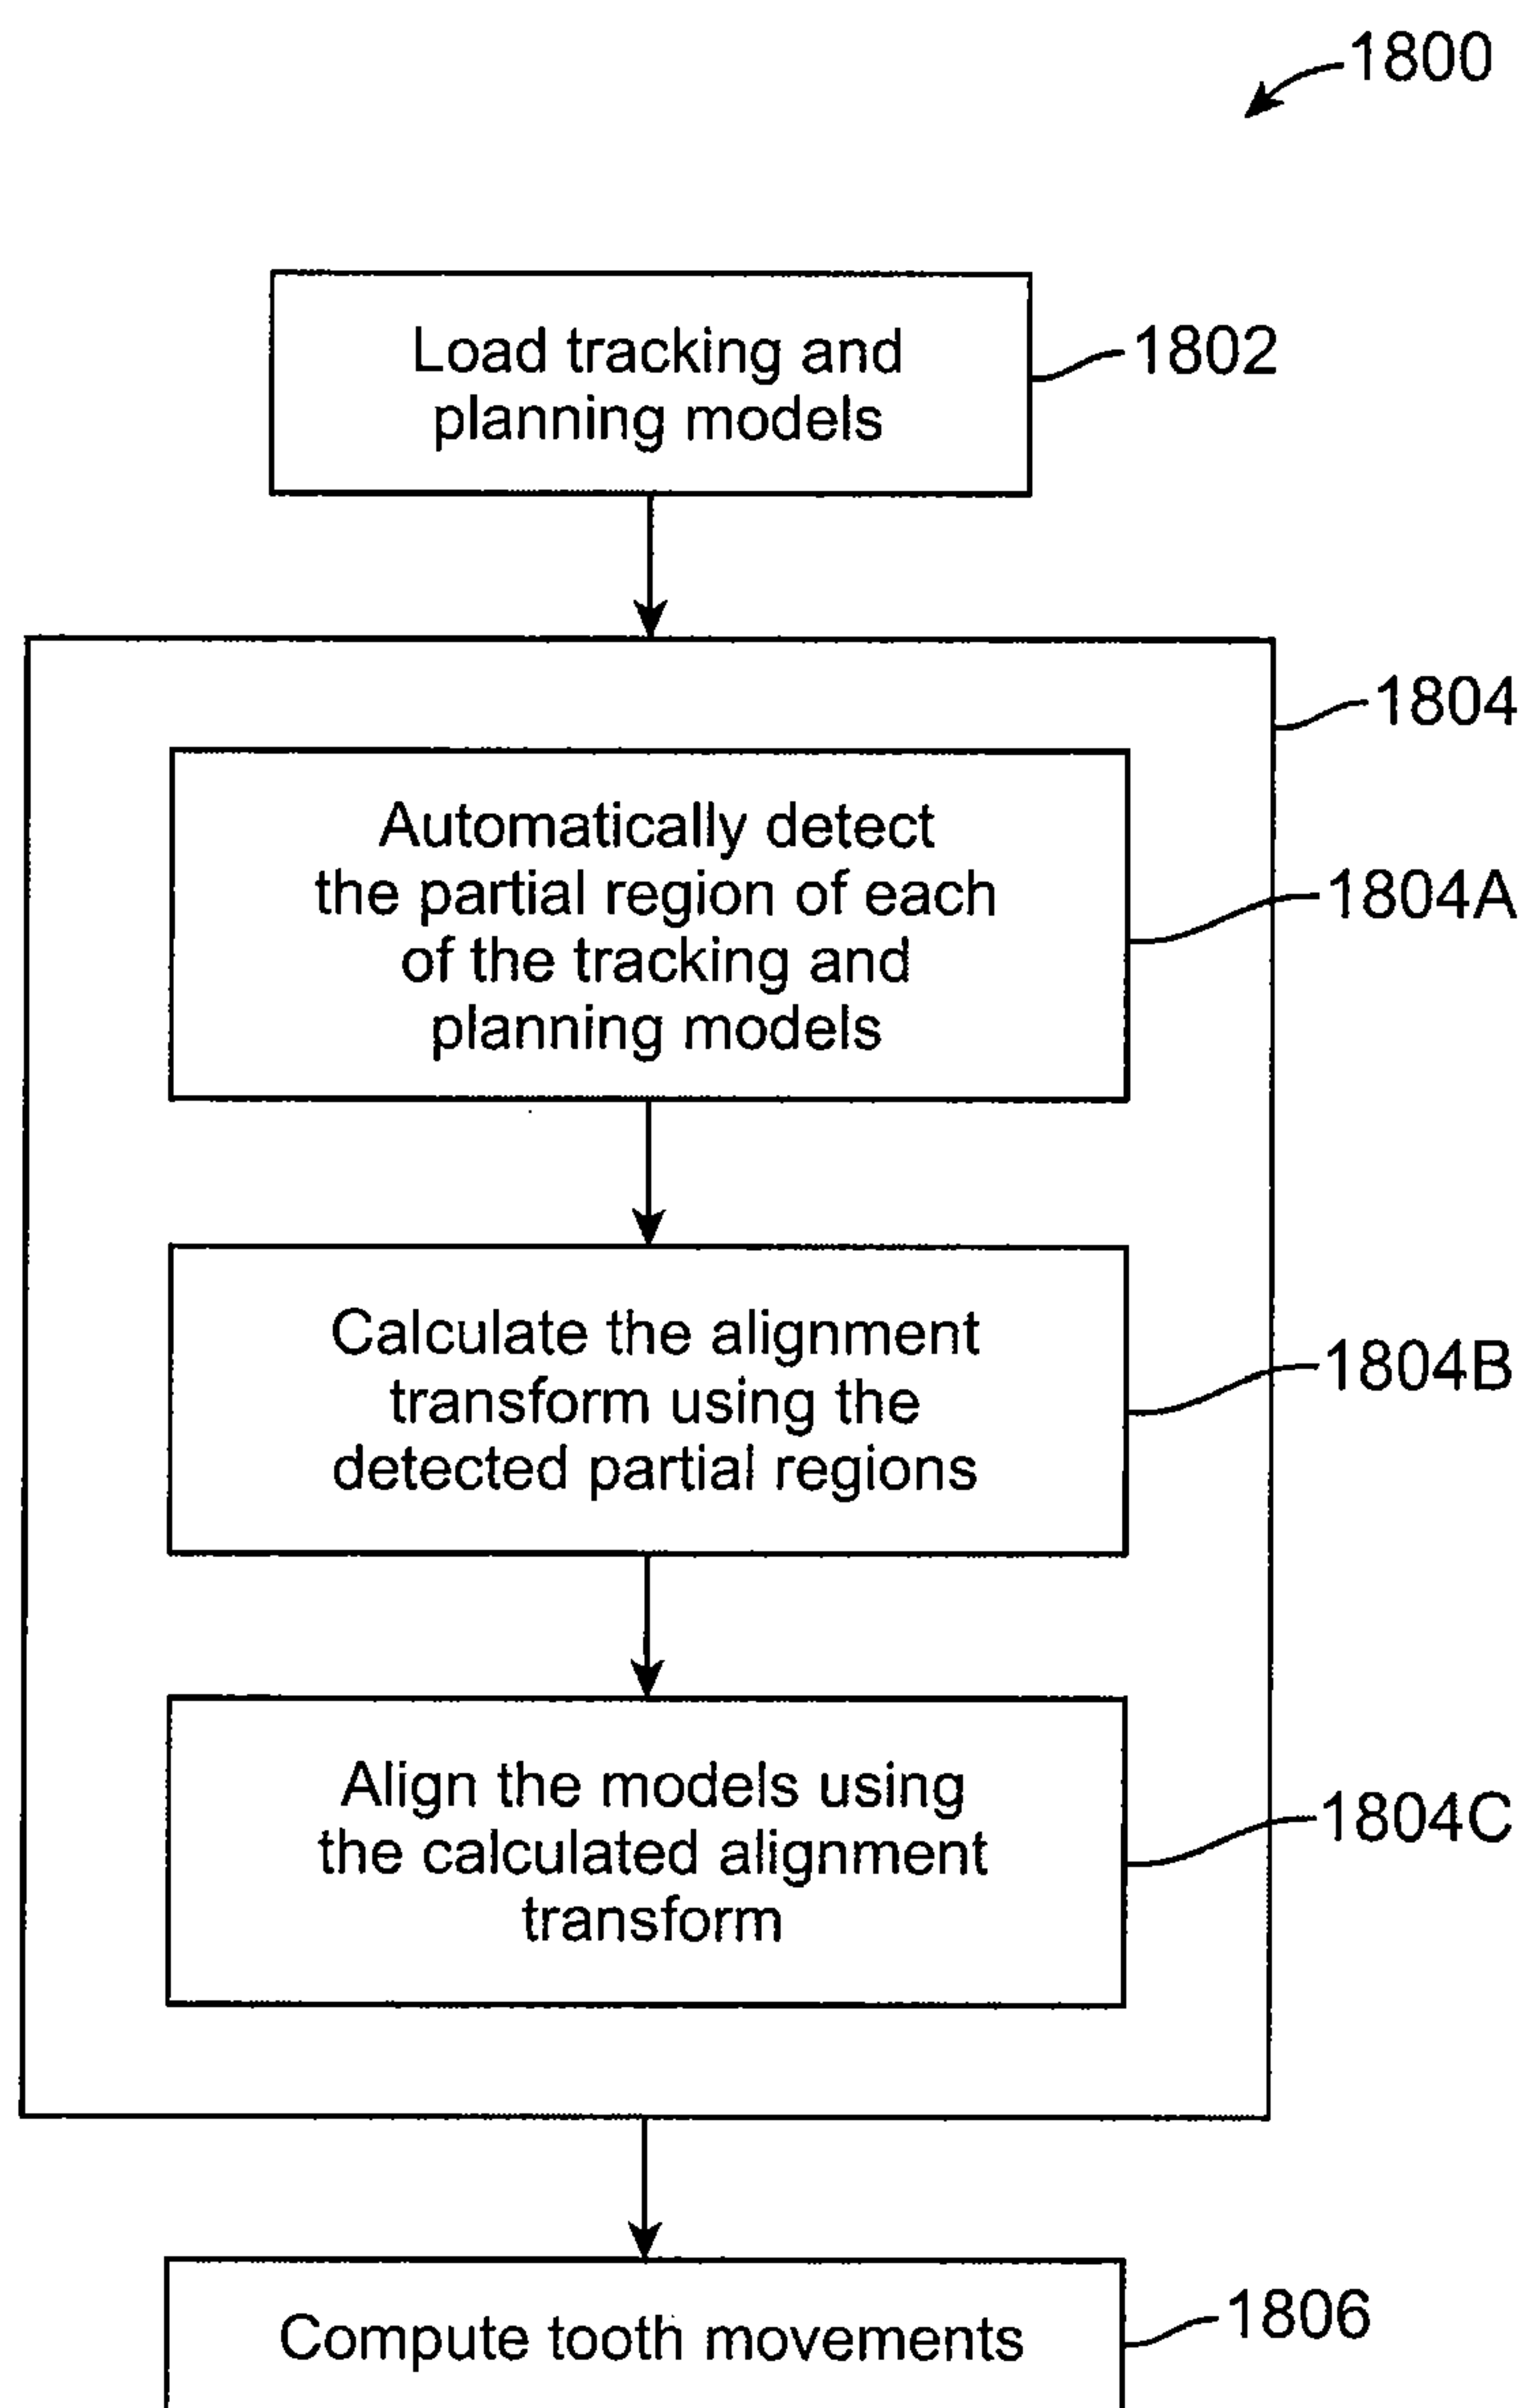 1800
Load tracking and
planning models
1802
1804
Automatically detect
the partial region of each
of the tracking and
planning models
1804A
Calculate the alignment
transform using the
detected partial regions
1804B
Align the models using
the calculated alignment
transform
1804C
Compute tooth movements
1806